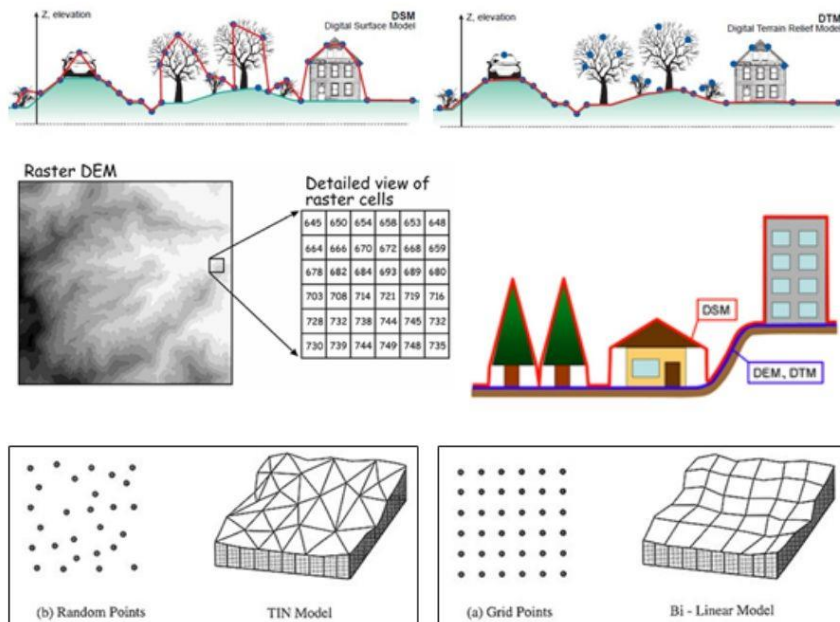 DSM
Digital Surface Model
Z, elevation
DTM
Digital Terrain Relief Model
Z, elevation
Raster DEM
Detailed view of
raster cells
645 650 654 658 653 648
664 666 670 672 668 659
678 682 684 693 689 680
703 708 714 721 719 716
728 732 738 744 745 732
730 739 744 749 748 735
DSM
DEM, DTM
(b) Random Points
TIN Model
(a) Grid Points
Bi - Linear Model